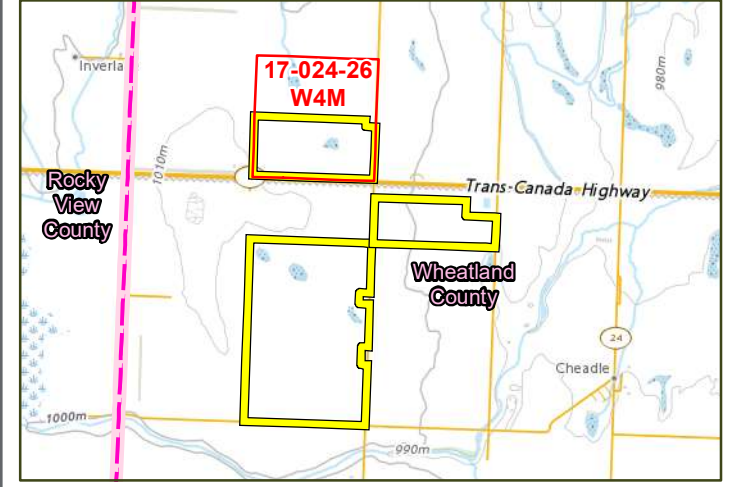 Inverla
17-024-26
W4M
980m
1010m
Rocky
View
County
Trans-Canada Highway
Wheatland
County
24
Cheadle
1000m
990m